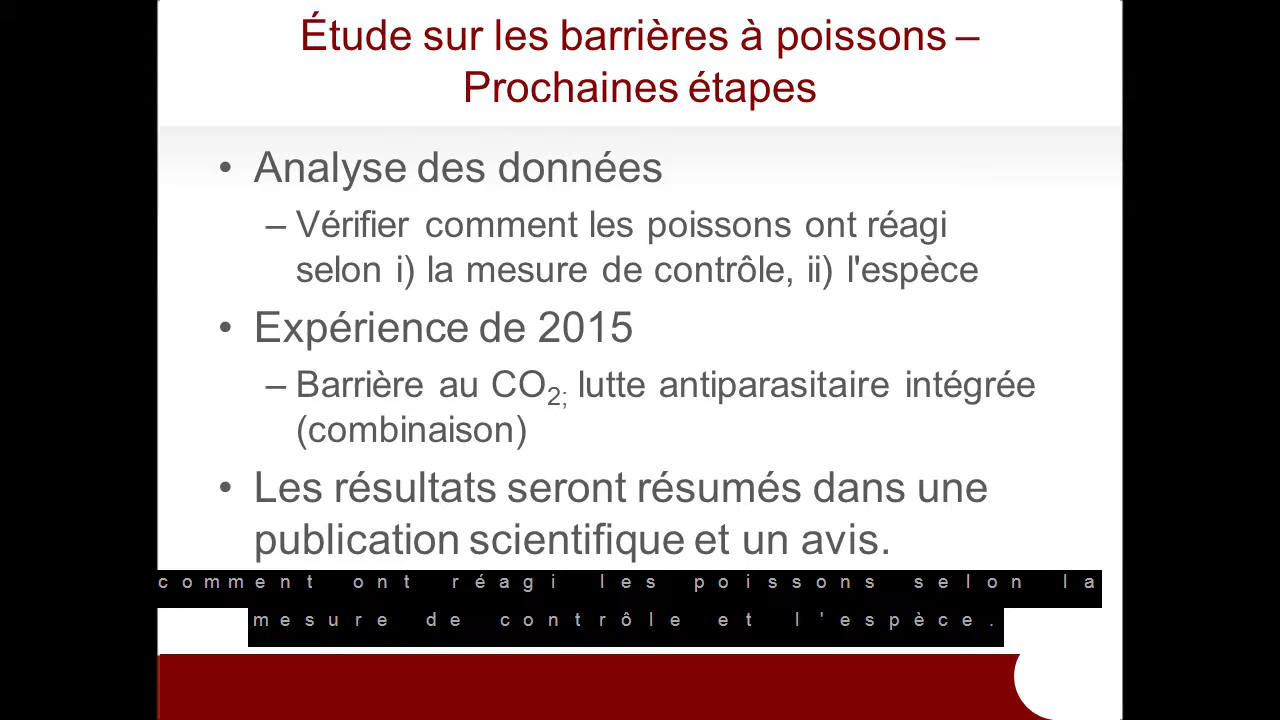 Étude sur les barrières à poissons –
Prochaines étapes
• Analyse des données
– Vérifier comment les poissons ont réagi
selon i) la mesure de contrôle, ii) l'espèce
• Expérience de 2015
– Barrière au CO2; lutte antiparasitaire intégrée
(combinaison)
• Les résultats seront résumés dans une
publication scientifique et un avis.
comment ont réagi les poissons selon la
mesure de contrôle et l'espèce.